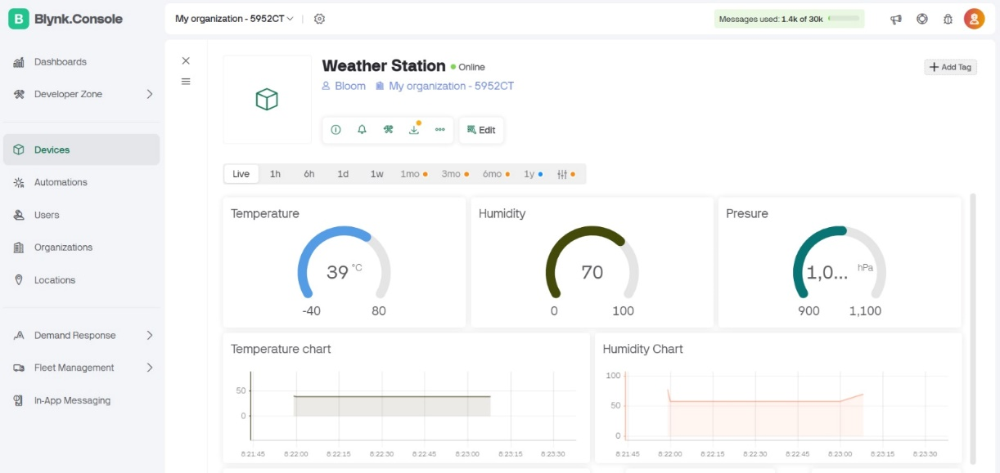 B Blynk.Console
My organization - 5952CT
Messages used: 1.4k of 30k
Dashboards
Developer Zone
Devices
Automations
Users
Organizations
Locations
Demand Response
Fleet Management
In-App Messaging
Weather Station Online
Bloom My organization - 5952CT
Add Tag
Edit
Live 1h 6h 1d 1w 1mo 3mo 6mo 1y
Temperature
39 °C
-40 80
Humidity
70
0 100
Presure
1,0... hPa
900 1,100
Temperature chart
50
0
8:21:45 8:22:00 8:22:15 8:22:30 8:22:45 8:23:00 8:23:15 8:23:30
Humidity Chart
100
50
0
8:21:45 8:22:00 8:22:15 8:22:30 8:22:45 8:23:00 8:23:15 8:23:30